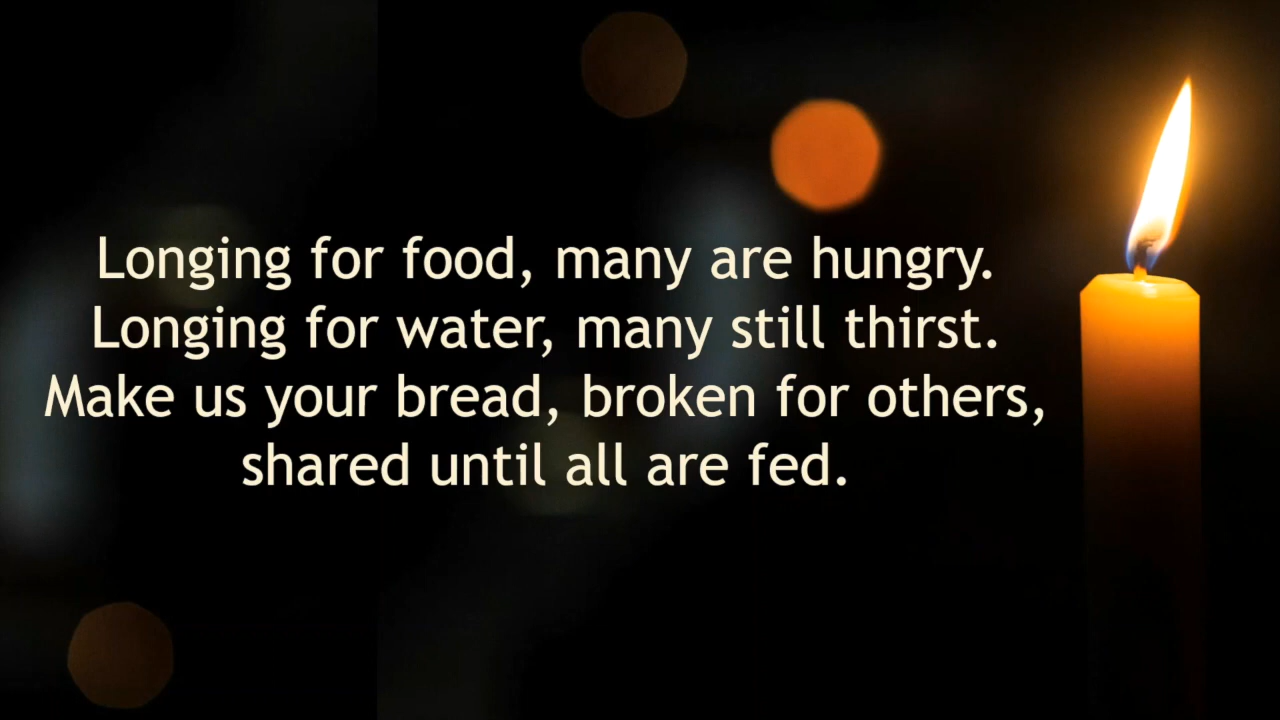 Longing for food, many are hungry.
Longing for water, many still thirst.
Make us your bread, broken for others,
shared until all are fed.